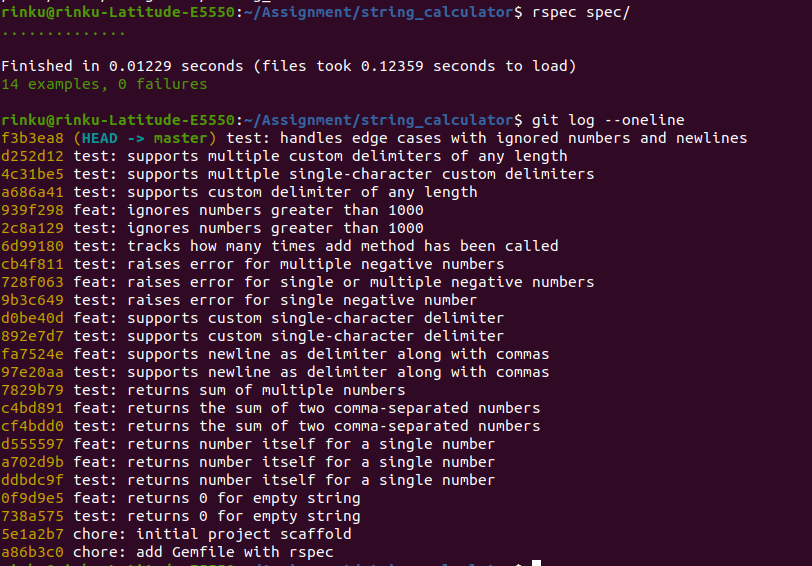 rinku@rinku-Latitude-E5550:~/Assignment/string_calculator$ rspec spec/
..............
Finished in 0.01229 seconds (files took 0.12359 seconds to load)
14 examples, 0 failures
rinku@rinku-Latitude-E5550:~/Assignment/string_calculator$ git log --oneline
f3b3ea8 (HEAD -> master) test: handles edge cases with ignored numbers and newlines
d252d12 test: supports multiple custom delimiters of any length
4c31be5 test: supports multiple single-character custom delimiters
a686a41 test: supports custom delimiter of any length
939f298 feat: ignores numbers greater than 1000
2c8a129 test: ignores numbers greater than 1000
6d99180 test: tracks how many times add method has been called
cb4f811 test: raises error for multiple negative numbers
728f063 feat: raises error for single or multiple negative numbers
9b3c649 test: raises error for single negative number
d0be40d feat: supports custom single-character delimiter
892e7d7 test: supports custom single-character delimiter
fa7524e feat: supports newline as delimiter along with commas
97e20aa test: supports newline as delimiter along with commas
7829b79 test: returns sum of multiple numbers
c4bd891 feat: returns the sum of two comma-separated numbers
cf4bdd0 test: returns the sum of two comma-separated numbers
d555597 feat: returns number itself for a single number
a702d9b feat: returns number itself for a single number
ddbdc9f test: returns number itself for a single number
0f9d9e5 feat: returns 0 for empty string
738a575 test: returns 0 for empty string
5e1a2b7 chore: initial project scaffold
a86b3c0 chore: add Gemfile with rspec